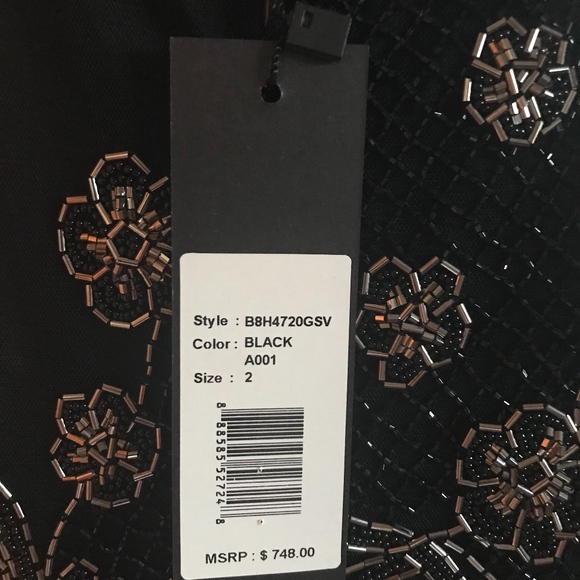 Style : B8H4720GSV
Color : BLACK
A001
Size : 2
8 88585 52724 8
MSRP : $ 748.00